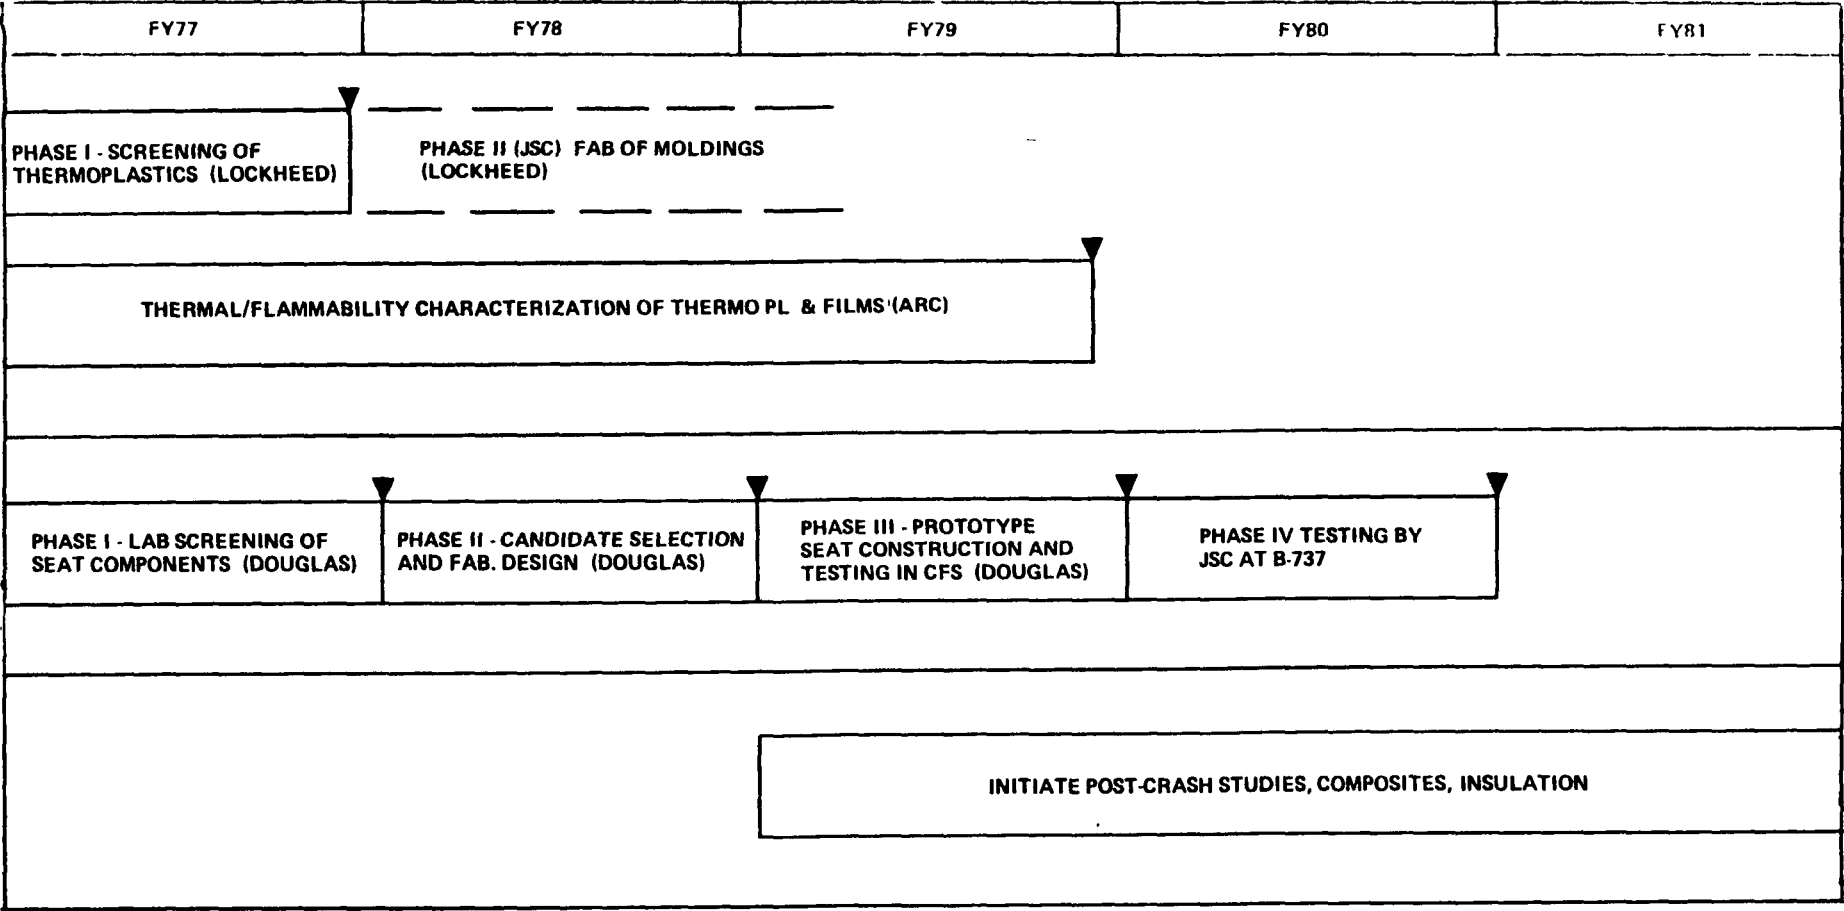 FY77
FY78
FY79
FY80
FY81
PHASE I - SCREENING OF
THERMOPLASTICS (LOCKHEED)
PHASE II (JSC) FAB OF MOLDINGS
(LOCKHEED)
THERMAL/FLAMMABILITY CHARACTERIZATION OF THERMO PL & FILMS (ARC)
PHASE I - LAB SCREENING OF
SEAT COMPONENTS (DOUGLAS)
PHASE II - CANDIDATE SELECTION
AND FAB. DESIGN (DOUGLAS)
PHASE III - PROTOTYPE
SEAT CONSTRUCTION AND
TESTING IN CFS (DOUGLAS)
PHASE IV TESTING BY
JSC AT B-737
INITIATE POST-CRASH STUDIES, COMPOSITES, INSULATION